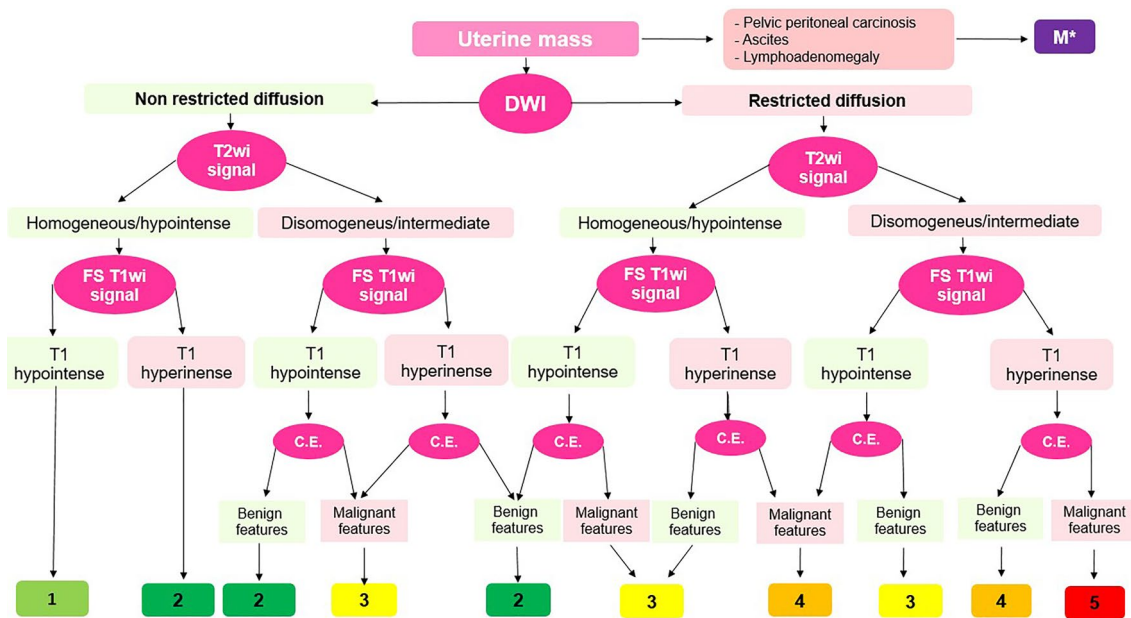 Uterine mass
- Pelvic peritoneal carcinosis
- Ascites
- Lymphoadenomegaly
M*
DWI
Non restricted diffusion
Restricted diffusion
T2wi
signal
T2wi
signal
Homogeneous/hypointense
Disomogeneus/intermediate
Homogeneous/hypointense
Disomogeneus/intermediate
FS T1wi
signal
FS T1wi
signal
FS T1wi
signal
FS T1wi
signal
T1
hypointense
T1
hyperinense
T1
hypointense
T1
hyperinense
T1
hypointense
T1
hyperinense
T1
hypointense
T1
hyperinense
C.E.
C.E.
C.E.
C.E.
C.E.
C.E.
Benign
features
Malignant
features
Benign
features
Malignant
features
Benign
features
Malignant
features
Benign
features
Benign
features
Malignant
features
1
2
2
3
2
3
4
3
4
5